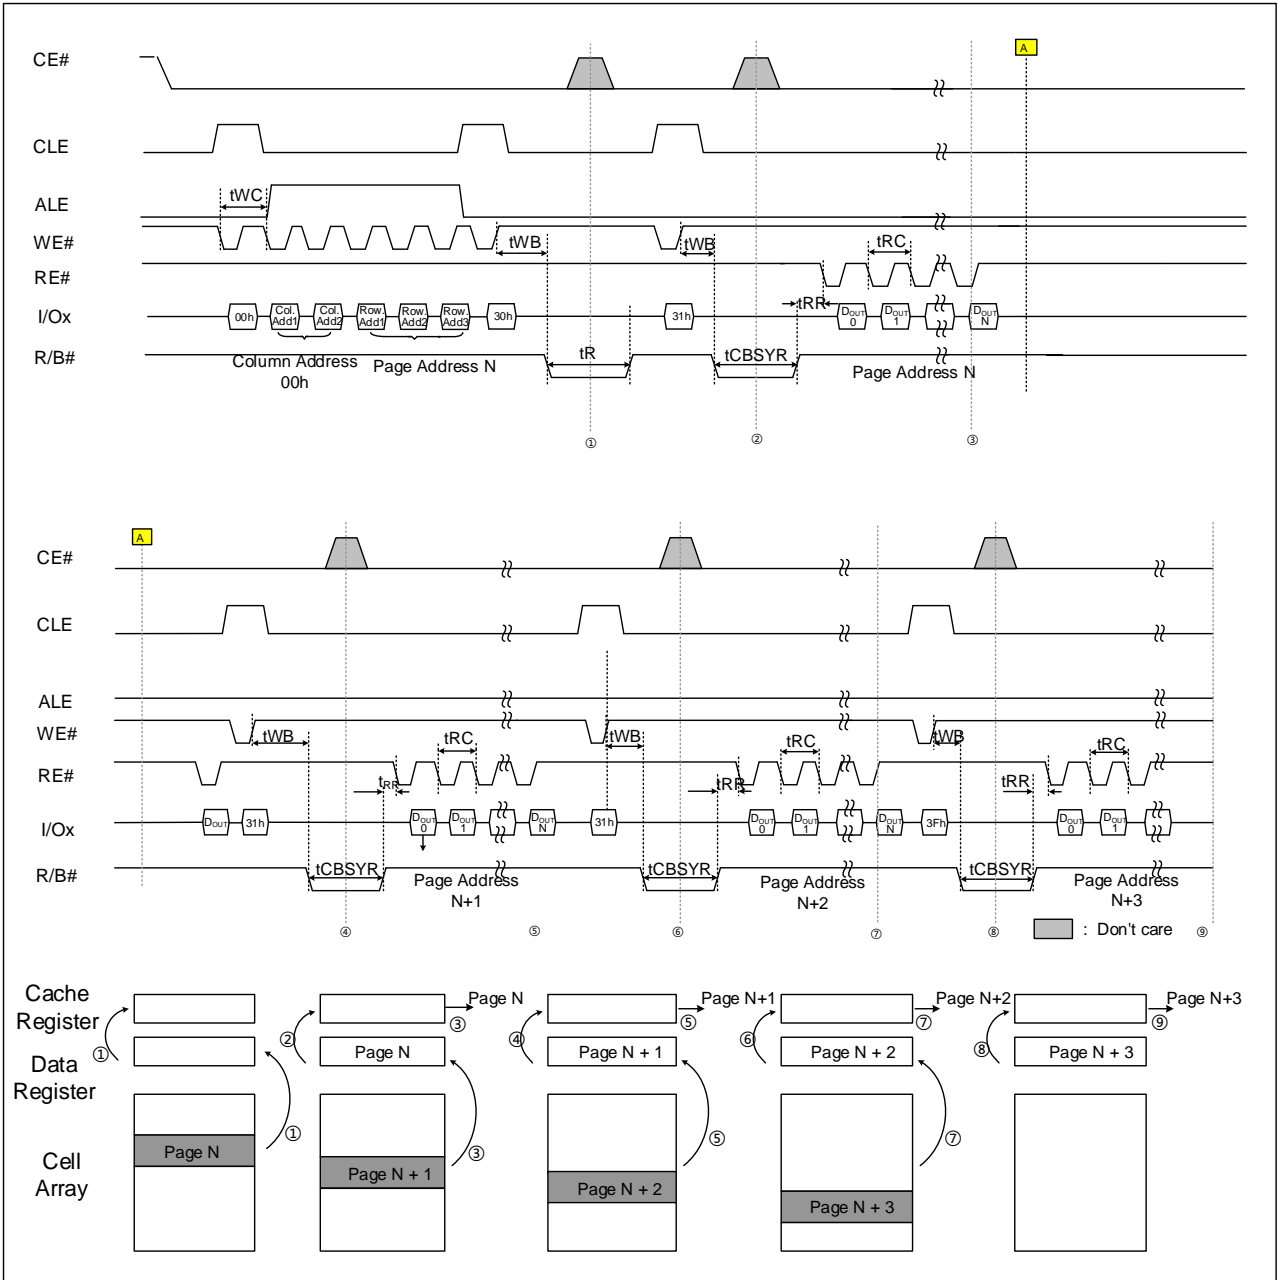 A
CE#
CLE
ALE
tWC
WE#
tWB
tWB
tRC
RE#
tRR
I/Ox
00h
Col. Add1
Col. Add2
Row. Add1
Row. Add2
Row. Add3
30h
31h
DOUT 0
DOUT 1
DOUT N
R/B#
Column Address
00h
Page Address N
tR
tCBSYR
Page Address N
①
②
③
A
CE#
CLE
ALE
WE#
tWB
tRC
tWB
tRC
tWB
tRC
RE#
tRR
tRR
tRR
I/Ox
DOUT
31h
DOUT 0
DOUT 1
DOUT N
31h
DOUT 0
DOUT 1
DOUT N
3Fh
DOUT 0
DOUT 1
R/B#
tCBSYR
Page Address
N+1
tCBSYR
Page Address
N+2
tCBSYR
Page Address
N+3
④
⑤
⑥
⑦
⑧
: Don't care
⑨
Cache
Register
Page N
Page N+1
Page N+2
Page N+3
③
⑤
⑦
⑨
①
②
④
⑥
⑧
Data
Register
Page N
Page N + 1
Page N + 2
Page N + 3
①
③
⑤
⑦
Cell
Array
Page N
Page N + 1
Page N + 2
Page N + 3